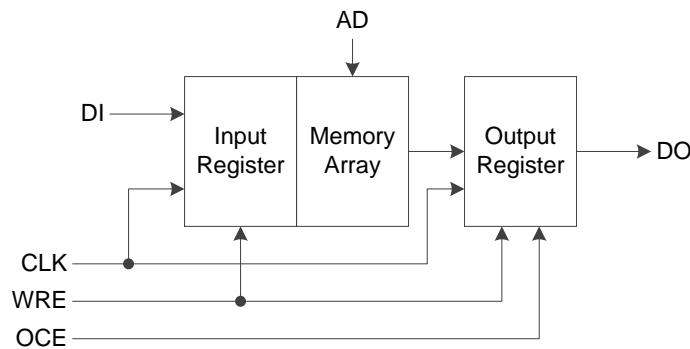 AD
DI
Input
Register
Memory
Array
Output
Register
DO
CLK
WRE
OCE